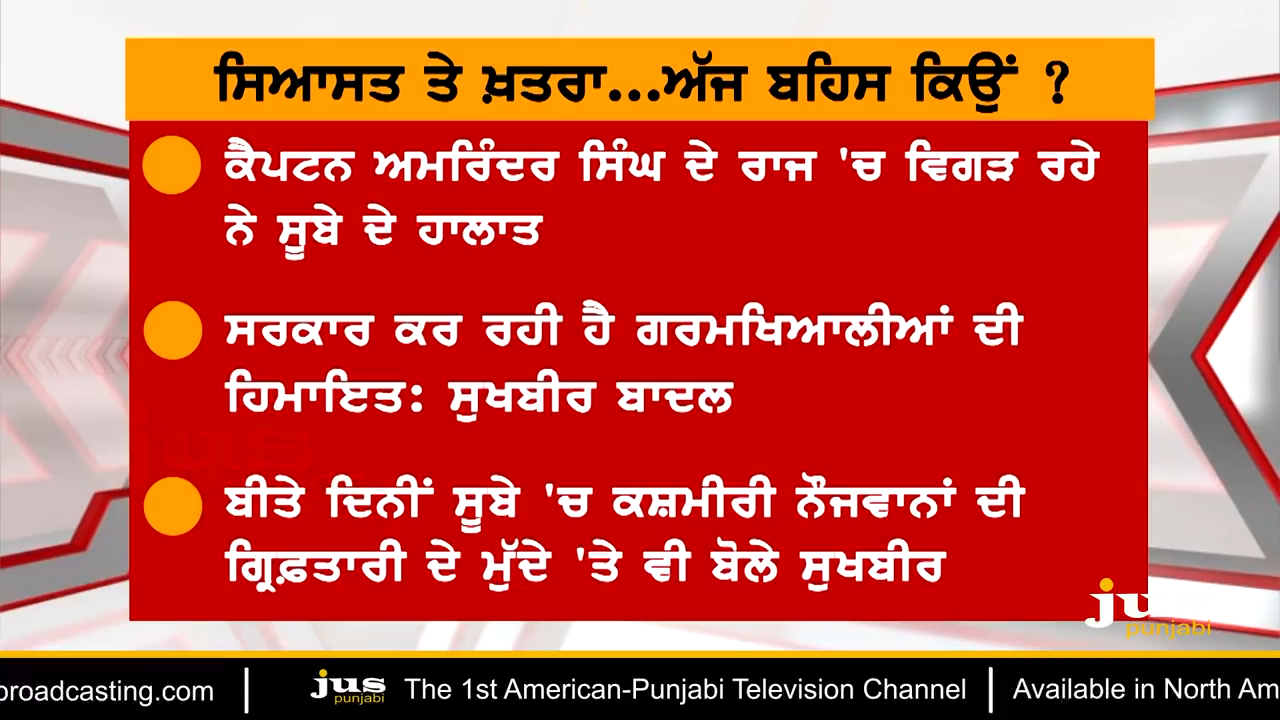 ਸਿਆਸਤ ਤੇ ਖ਼ਤਰਾ...ਅੱਜ ਬਹਿਸ ਕਿਉਂ ?
ਕੈਪਟਨ ਅਮਰਿੰਦਰ ਸਿੰਘ ਦੇ ਰਾਜ 'ਚ ਵਿਗੜ ਰਹੇ
ਨੇ ਸੂਬੇ ਦੇ ਹਾਲਾਤ
ਸਰਕਾਰ ਕਰ ਰਹੀ ਹੈ ਗਰਮਖਿਆਲੀਆਂ ਦੀ
ਹਿਮਾਇਤ: ਸੁਖਬੀਰ ਬਾਦਲ
ਬੀਤੇ ਦਿਨੀਂ ਸੂਬੇ 'ਚ ਕਸ਼ਮੀਰੀ ਨੌਜਵਾਨਾਂ ਦੀ
ਗ੍ਰਿਫ਼ਤਾਰੀ ਦੇ ਮੁੱਦੇ 'ਤੇ ਵੀ ਬੋਲੇ ਸੁਖਬੀਰ
jus
punjabi
broadcasting.com | jus punjabi The 1st American-Punjabi Television Channel | Available in North Am